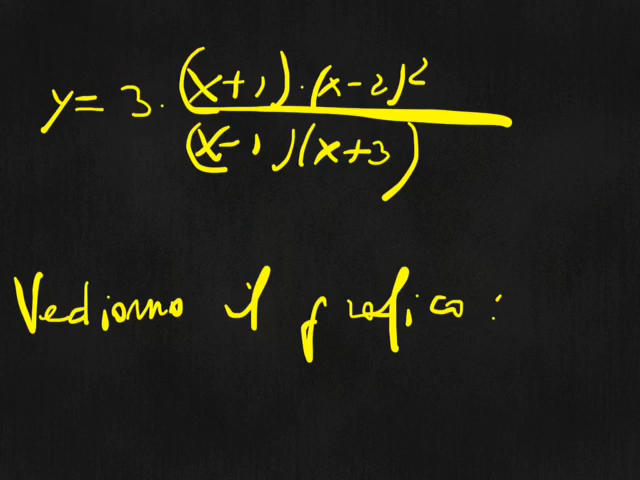 y = 3 · (x+1) · (x-2)²
(x-1)(x+3)
Vediamo il grafico: